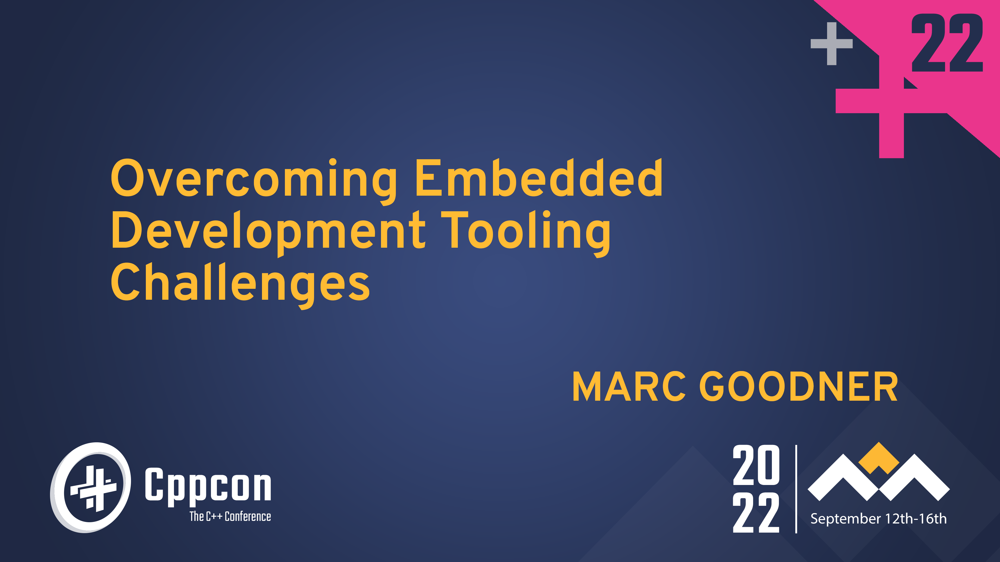 22
Overcoming Embedded
Development Tooling
Challenges
MARC GOODNER
Cppcon
The C++ Conference
20
22
September 12th-16th